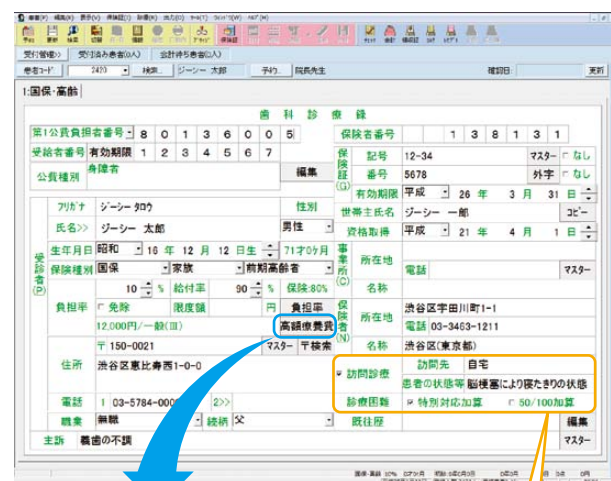 受付管理>> 受付済み患者(0人) 会計待ち患者(2人)
患者コード 2420 検索.. ジーシー 太郎 予約.. 院長先生 確認日: 更新
1:国保・高齢
歯 科 診 療 録
第1公費負担者番号 8 0 1 3 6 0 0 5 保険者番号 1 3 8 1 3 1
受給者番号 有効期限 1 2 3 4 5 6 7 保険証(G) 記号 12-34 マスター なし
公費種別 身障者 編集 番号 5678 外字 なし
有効期限 平成 26 年 3 月 31 日
フリガナ ジーシー タロウ 性別 世帯主氏名 ジーシー 一郎 コピー
氏名>> ジーシー 太郎 男性 資格取得 平成 21 年 4 月 1 日
受診者(P) 生年月日 昭和 16 年 12 月 12 日生 71才0ケ月 事業所(C) 所在地
保険種別 国保 家族 前期高齢者 電話 マスター
10 % 給付率 90 % 保険:80% 名称
負担率 免除 限度額 円 負担率 保険者(N) 所在地 渋谷区宇田川町1-1
12,000円/一般(Ⅲ) 高額療養費 電話 03-3463-1211
〒 150-0021 マスター 〒検索 名称 渋谷区(東京都)
住所 渋谷区恵比寿西1-0-0 訪問診療 訪問先 自宅
患者の状態等 脳梗塞により寝たきりの状態
電話 1 03-5784-000 2>> 診療困難 特別対応加算 50/100加算
職業 無職 続柄 父 既往歴 編集
主訴 義歯の不調 マスター